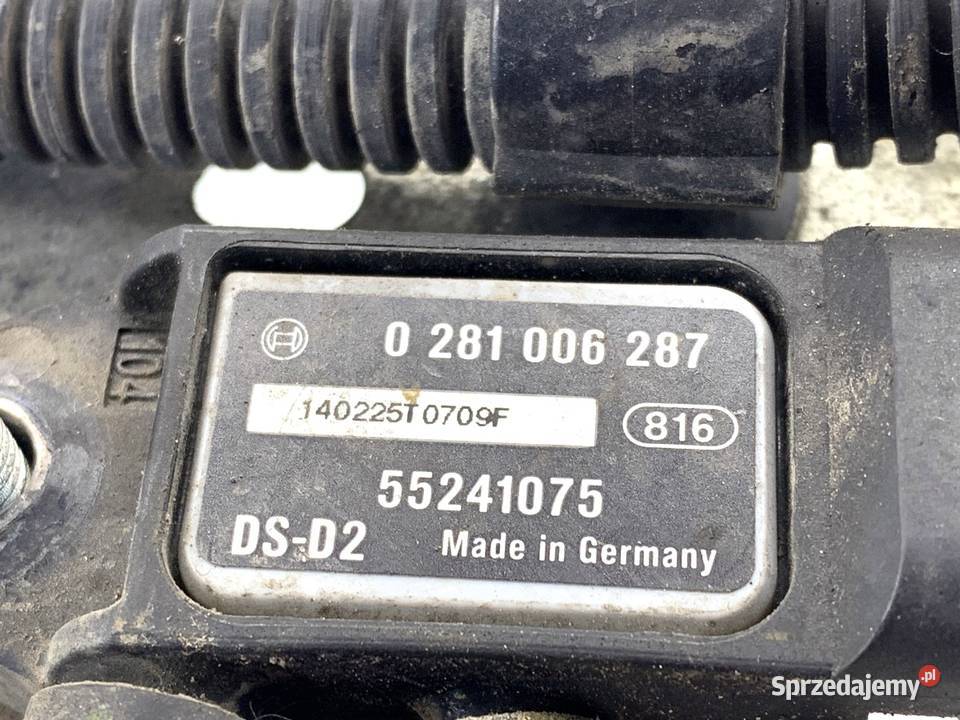 0 281 006 287
140225T0709F
816
55241075
DS-D2 Made in Germany
104
Sprzedajemy.pl